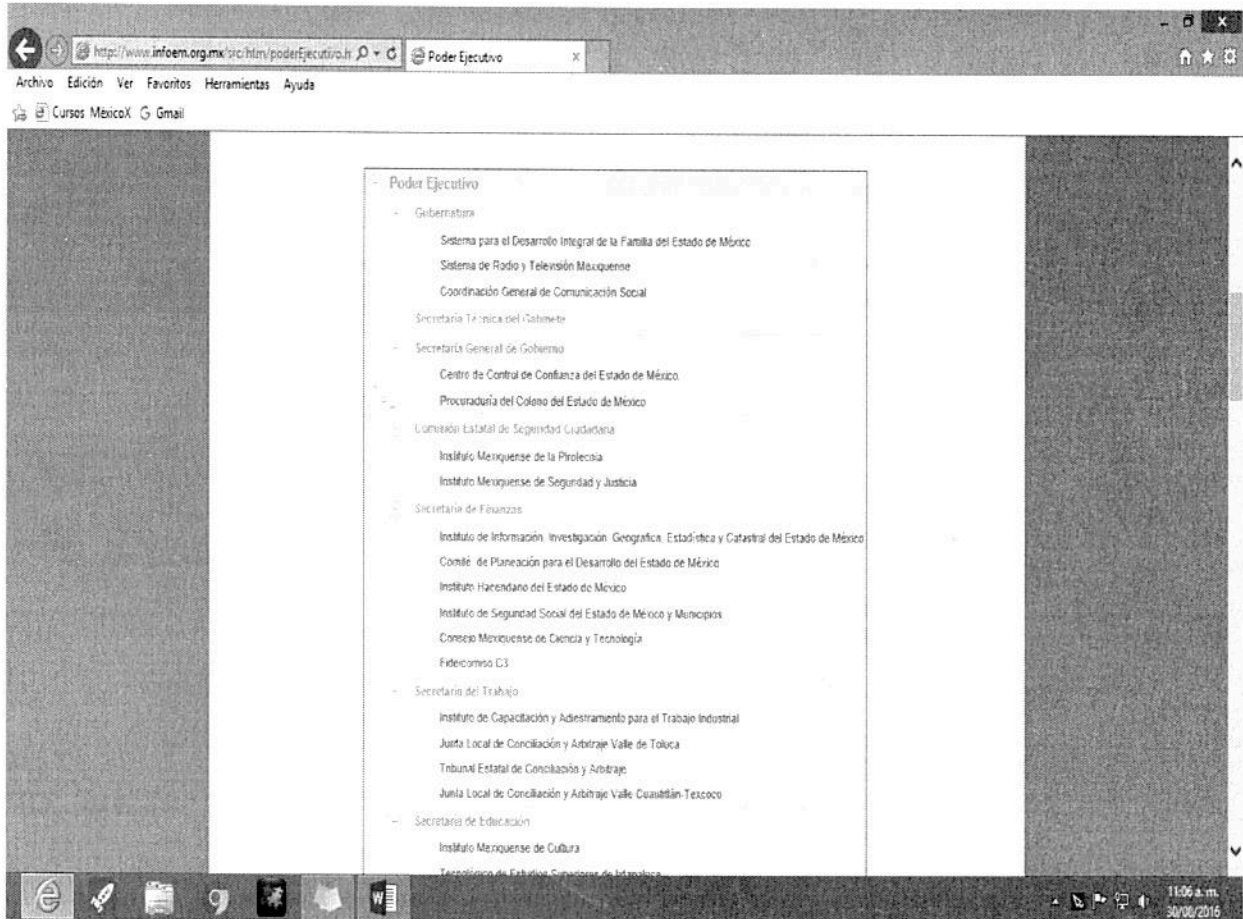 http://www.infoem.org.mx/src/htm/poderEjecutivo.h
Poder Ejecutivo
Archivo Edición Ver Favoritos Herramientas Ayuda
Cursos MéxicoX G Gmail
- Poder Ejecutivo
- Gubernatura
Sistema para el Desarrollo Integral de la Familia del Estado de México
Sistema de Radio y Televisión Mexiquense
Coordinación General de Comunicación Social
Secretaría Técnica del Gabinete
- Secretaría General de Gobierno
Centro de Control de Confianza del Estado de México.
Procuraduría del Colono del Estado de México
Comisión Estatal de Seguridad Ciudadana
Instituto Mexiquense de la Pirotecnia
Instituto Mexiquense de Seguridad y Justicia
Secretaría de Finanzas
Instituto de Información, Investigación, Geográfica, Estadística y Catastral del Estado de México
Comité de Planeación para el Desarrollo del Estado de México
Instituto Hacendario del Estado de México
Instituto de Seguridad Social del Estado de México y Municipios
Consejo Mexiquense de Ciencia y Tecnología
Fideicomiso C3
- Secretaría del Trabajo
Instituto de Capacitación y Adiestramiento para el Trabajo Industrial
Junta Local de Conciliación y Arbitraje Valle de Toluca
Tribunal Estatal de Conciliación y Arbitraje
Junta Local de Conciliación y Arbitraje Valle Cuautitlán-Texcoco
- Secretaría de Educación
Instituto Mexiquense de Cultura
Tecnológico de Estudios Superiores de Ixtapaluca
11:06 a. m.
30/08/2016